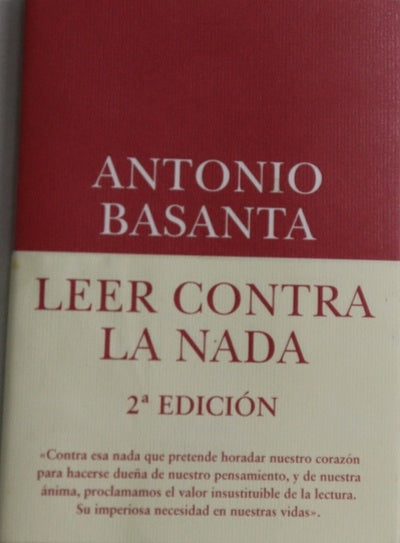 ANTONIO
BASANTA
LEER CONTRA
LA NADA
2ª EDICIÓN
«Contra esa nada que pretende horadar nuestro corazón
para hacerse dueña de nuestro pensamiento, y de nuestra
ánima, proclamamos el valor insustituible de la lectura.
Su imperiosa necesidad en nuestras vidas».